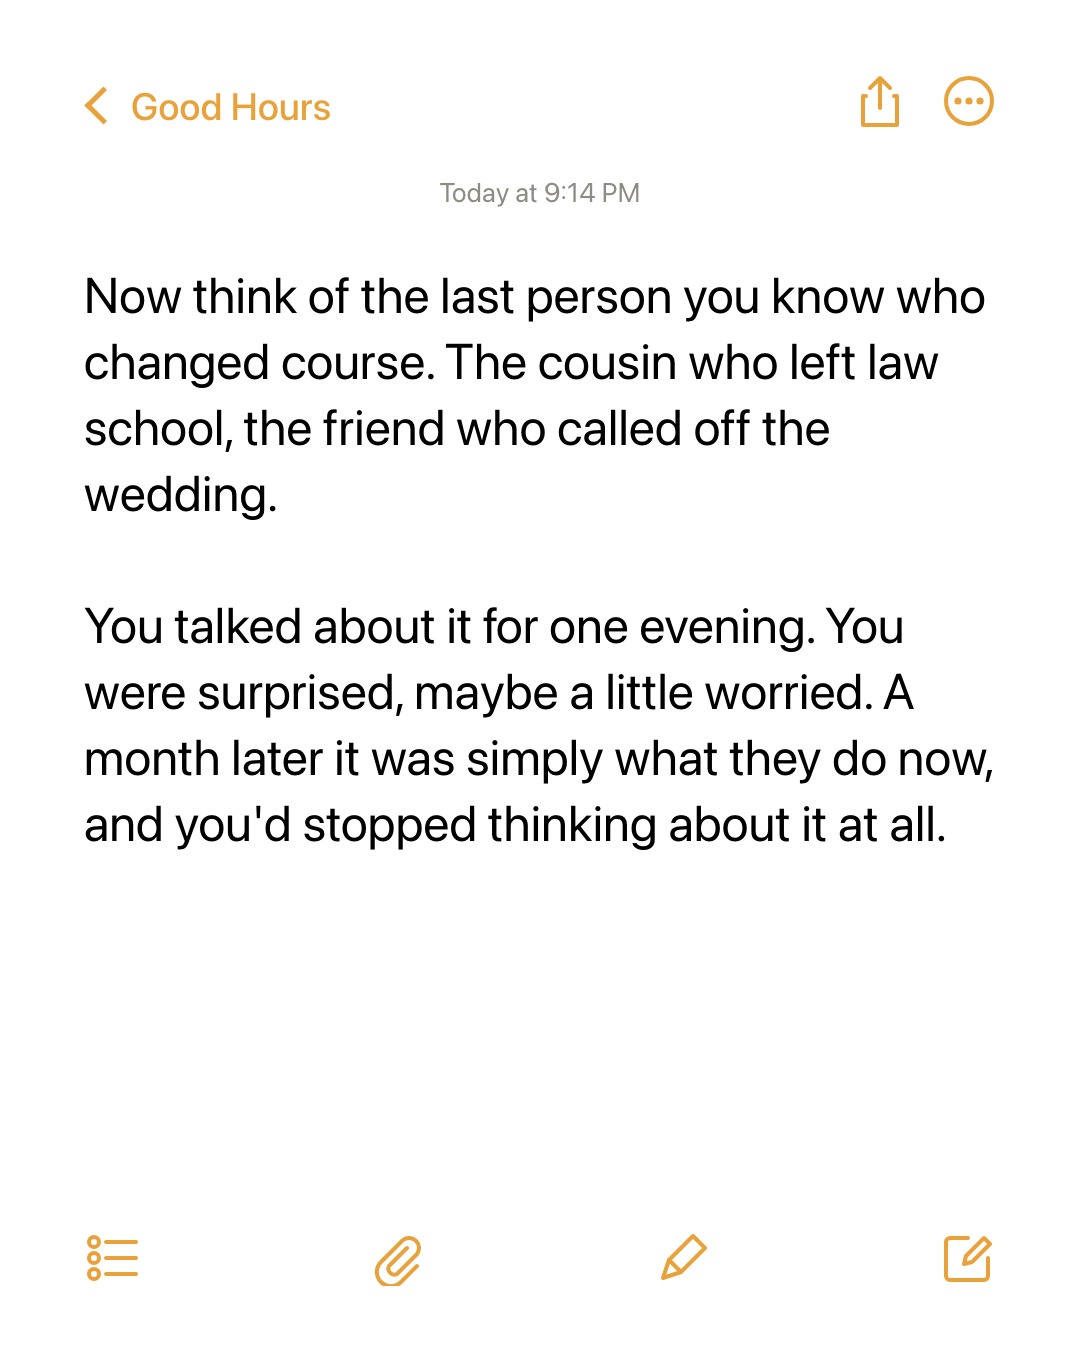 Good Hours
Today at 9:14 PM
Now think of the last person you know who
changed course. The cousin who left law
school, the friend who called off the
wedding.
You talked about it for one evening. You
were surprised, maybe a little worried. A
month later it was simply what they do now,
and you'd stopped thinking about it at all.